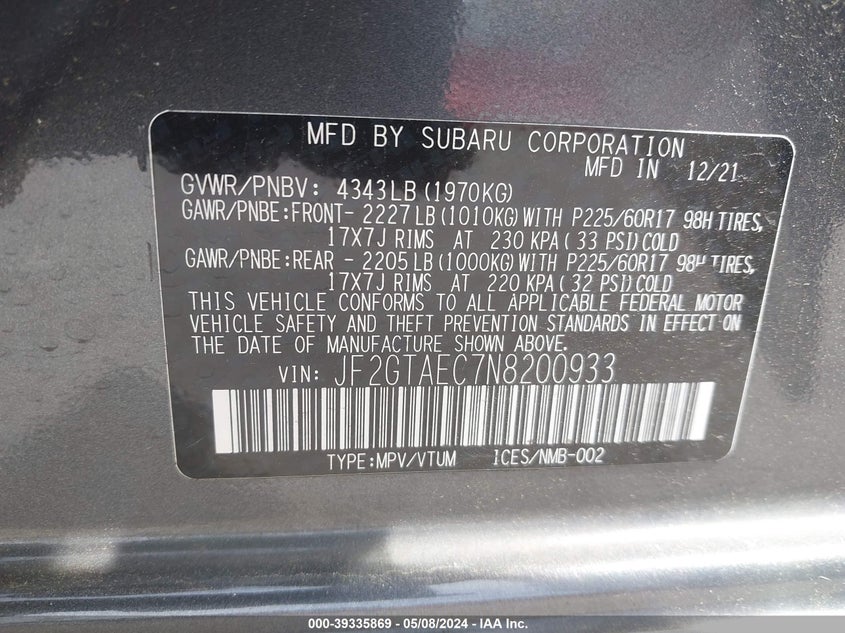 MFD BY SUBARU CORPORATION
MFD IN 12/21
GVWR/PNBV: 4343LB (1970KG)
GAWR/PNBE:FRONT- 2227LB (1010KG) WITH P225/60R17 98H TIRES,
17X7J RIMS AT 230 KPA ( 33 PSI) COLD
GAWR/PNBE:REAR - 2205LB (1000KG) WITH P225/60R17 98H TIRES,
17X7J RIMS AT 220 KPA ( 32 PSI) COLD
THIS VEHICLE CONFORMS TO ALL APPLICABLE FEDERAL MOTOR
VEHICLE SAFETY AND THEFT PREVENTION STANDARDS IN EFFECT ON
THE DATE OF MANUFACTURE SHOWN ABOVE.
VIN: JF2GTAEC7N8200933
TYPE:MPV/VTUM ICES/NMB-002
000-39335869 - 05/08/2024 - IAA Inc.